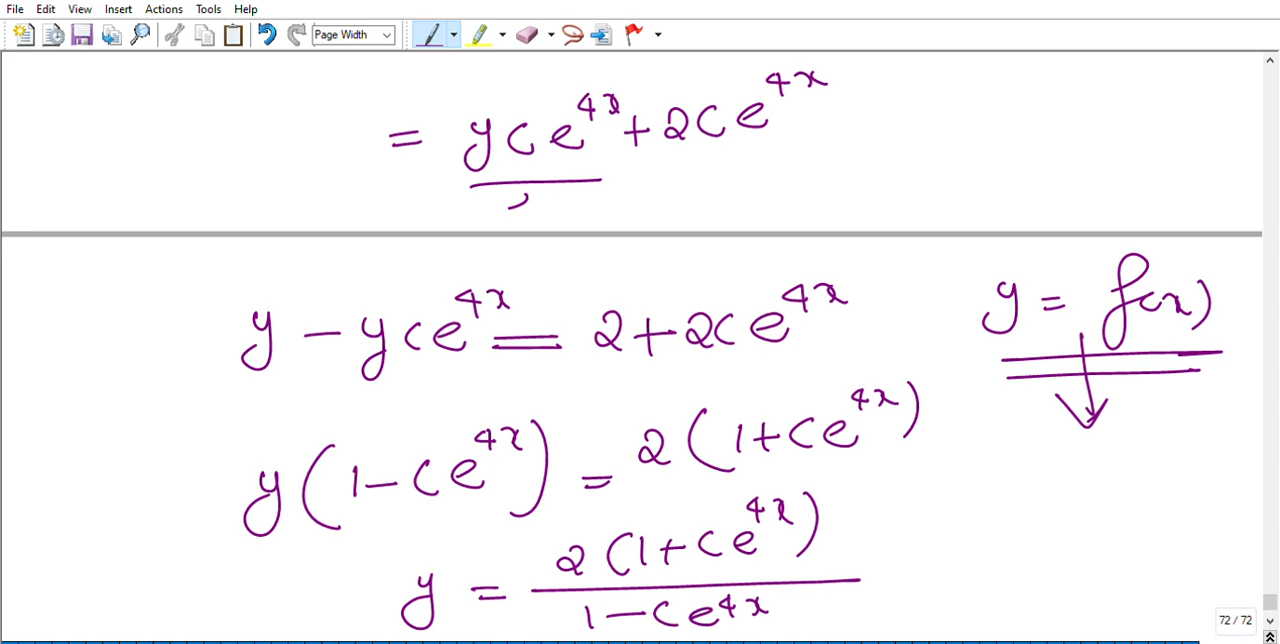 File Edit View Insert Actions Tools Help
Page Width
= yce^{4x} + 2ce^{4x}
y - yce^{4x} = 2 + 2ce^{4x}
y = f(x)
y(1 - ce^{4x}) = 2(1 + ce^{4x})
y = \frac{2(1 + ce^{4x})}{1 - ce^{4x}}
72 / 72